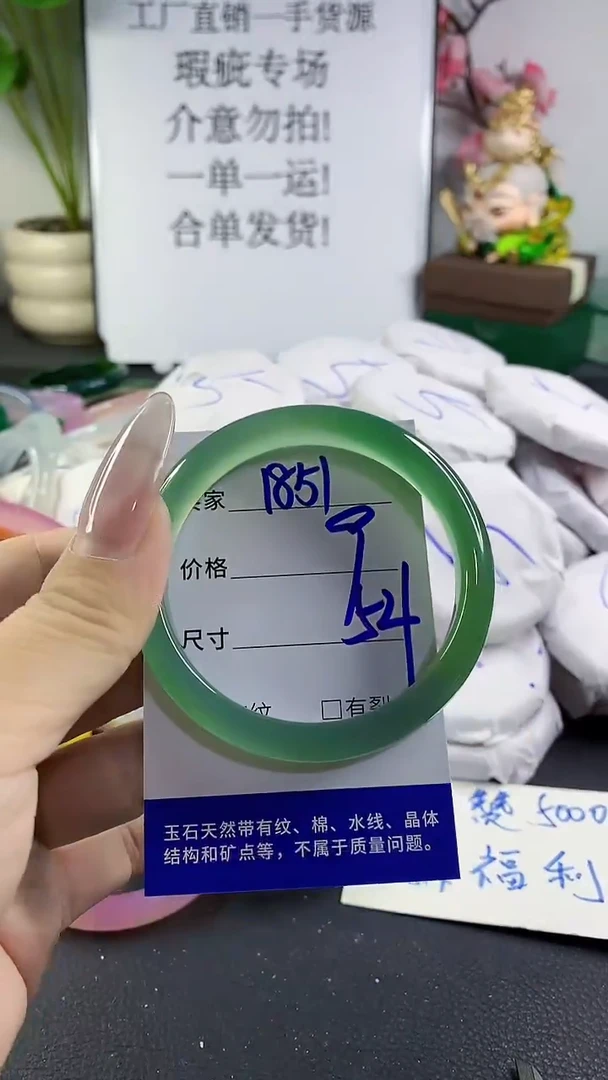 工厂直销一手货源
瑕疵专场
介意勿拍!
一单一运!
合单发货!
家 1851
价格
尺寸 54
纹 □有裂
玉石天然带有纹、棉、水线、晶体
结构和矿点等，不属于质量问题。
赞 5000
福利